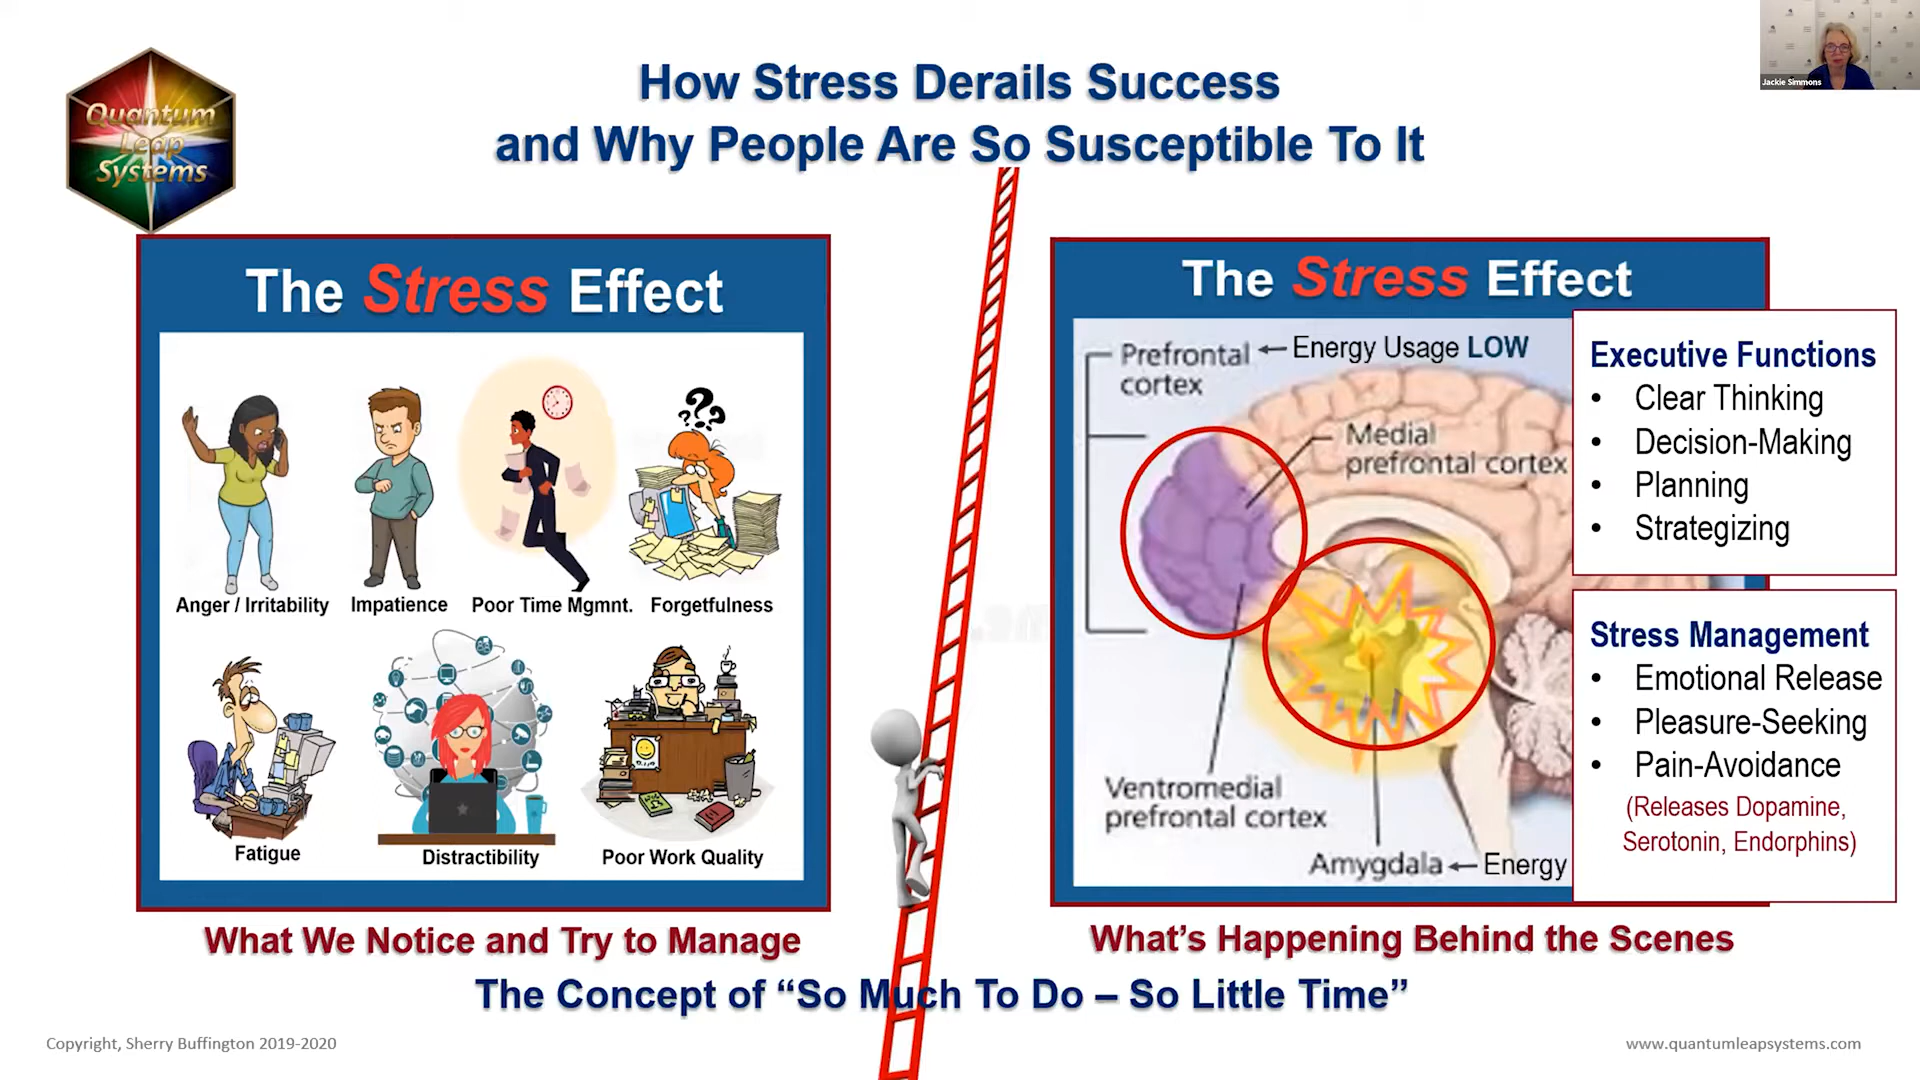 Quantum
Leap
Systems
How Stress Derails Success
and Why People Are So Susceptible To It
Jackie Simmons
The Stress Effect
Anger / Irritability
Impatience
Poor Time Mgmnt.
???
Forgetfulness
Fatigue
Distractibility
Poor Work Quality
What We Notice and Try to Manage
The Stress Effect
Prefrontal
cortex
Energy Usage LOW
Medial
prefrontal cortex
Ventromedial
prefrontal cortex
Amygdala
Energy
Executive Functions
• Clear Thinking
• Decision-Making
• Planning
• Strategizing
Stress Management
• Emotional Release
• Pleasure-Seeking
• Pain-Avoidance
(Releases Dopamine,
Serotonin, Endorphins)
What's Happening Behind the Scenes
The Concept of “So Much To Do – So Little Time”
Copyright, Sherry Buffington 2019-2020
www.quantumleapsystems.com